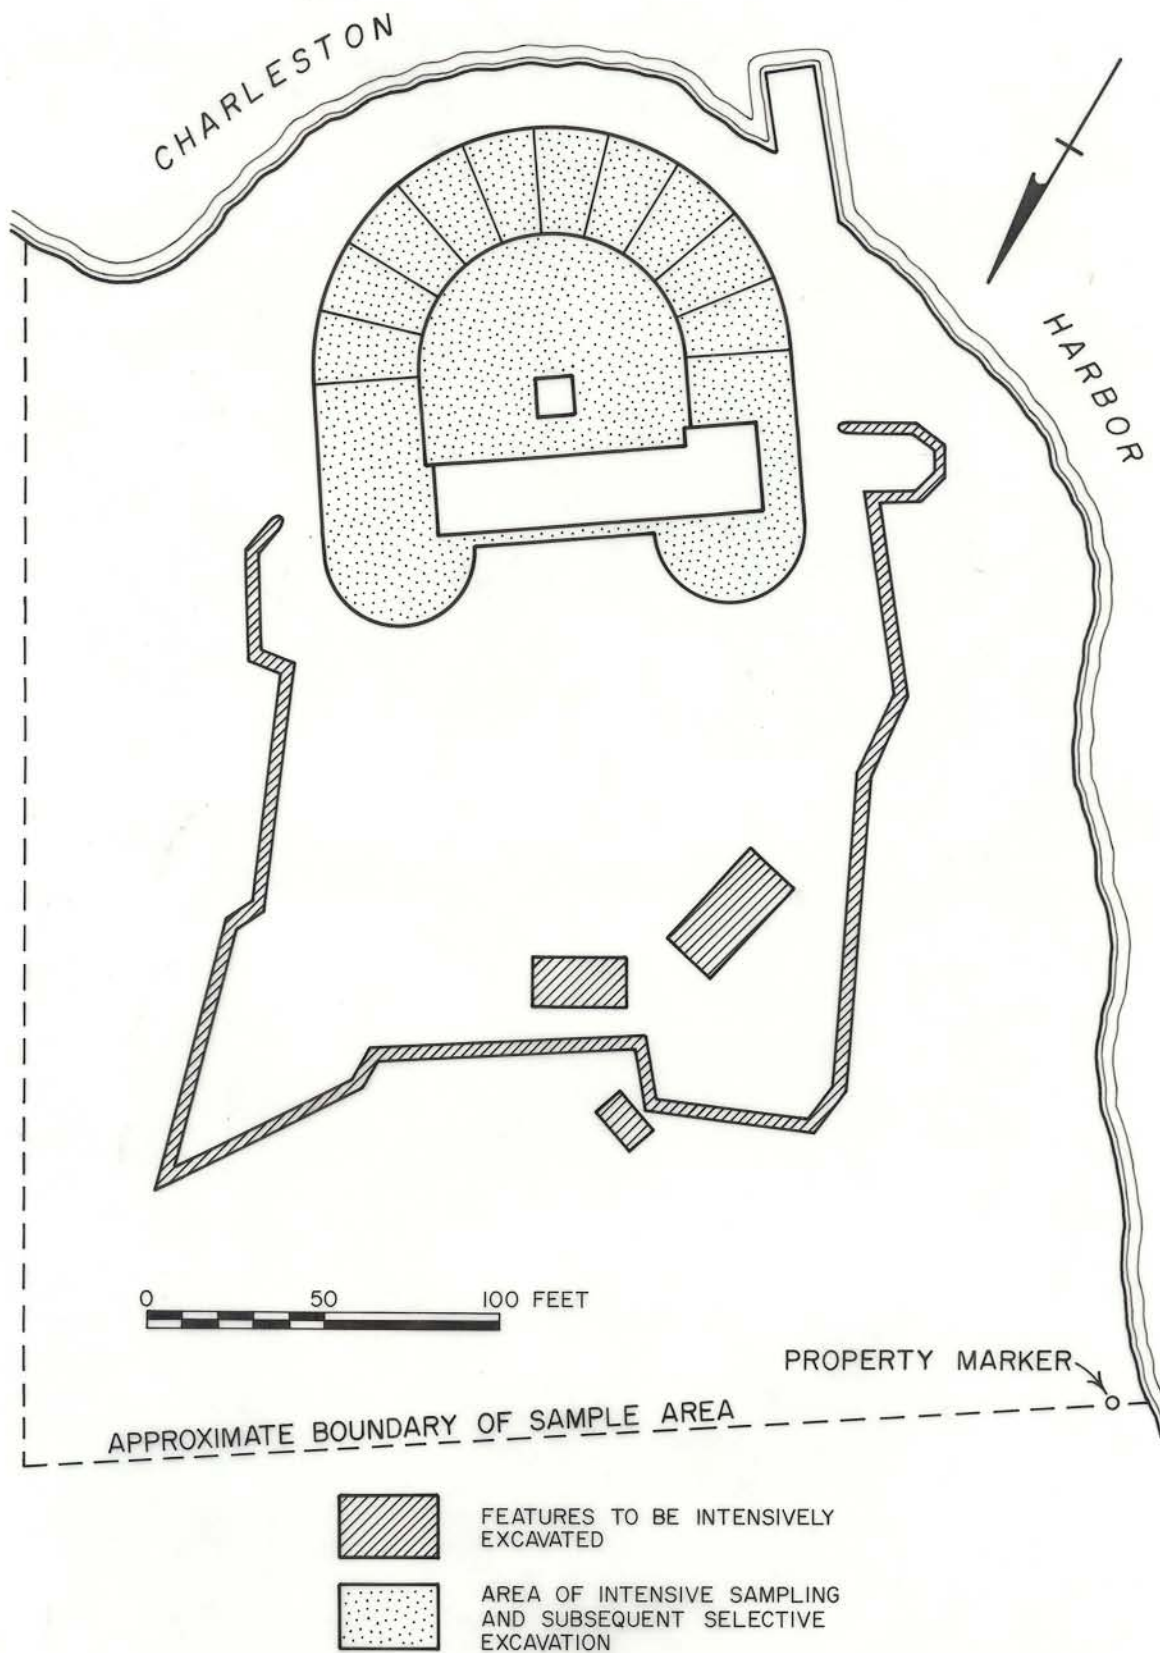 CHARLESTON
HARBOR
0 50 100 FEET
PROPERTY MARKER
APPROXIMATE BOUNDARY OF SAMPLE AREA
FEATURES TO BE INTENSIVELY
EXCAVATED
AREA OF INTENSIVE SAMPLING
AND SUBSEQUENT SELECTIVE
EXCAVATION